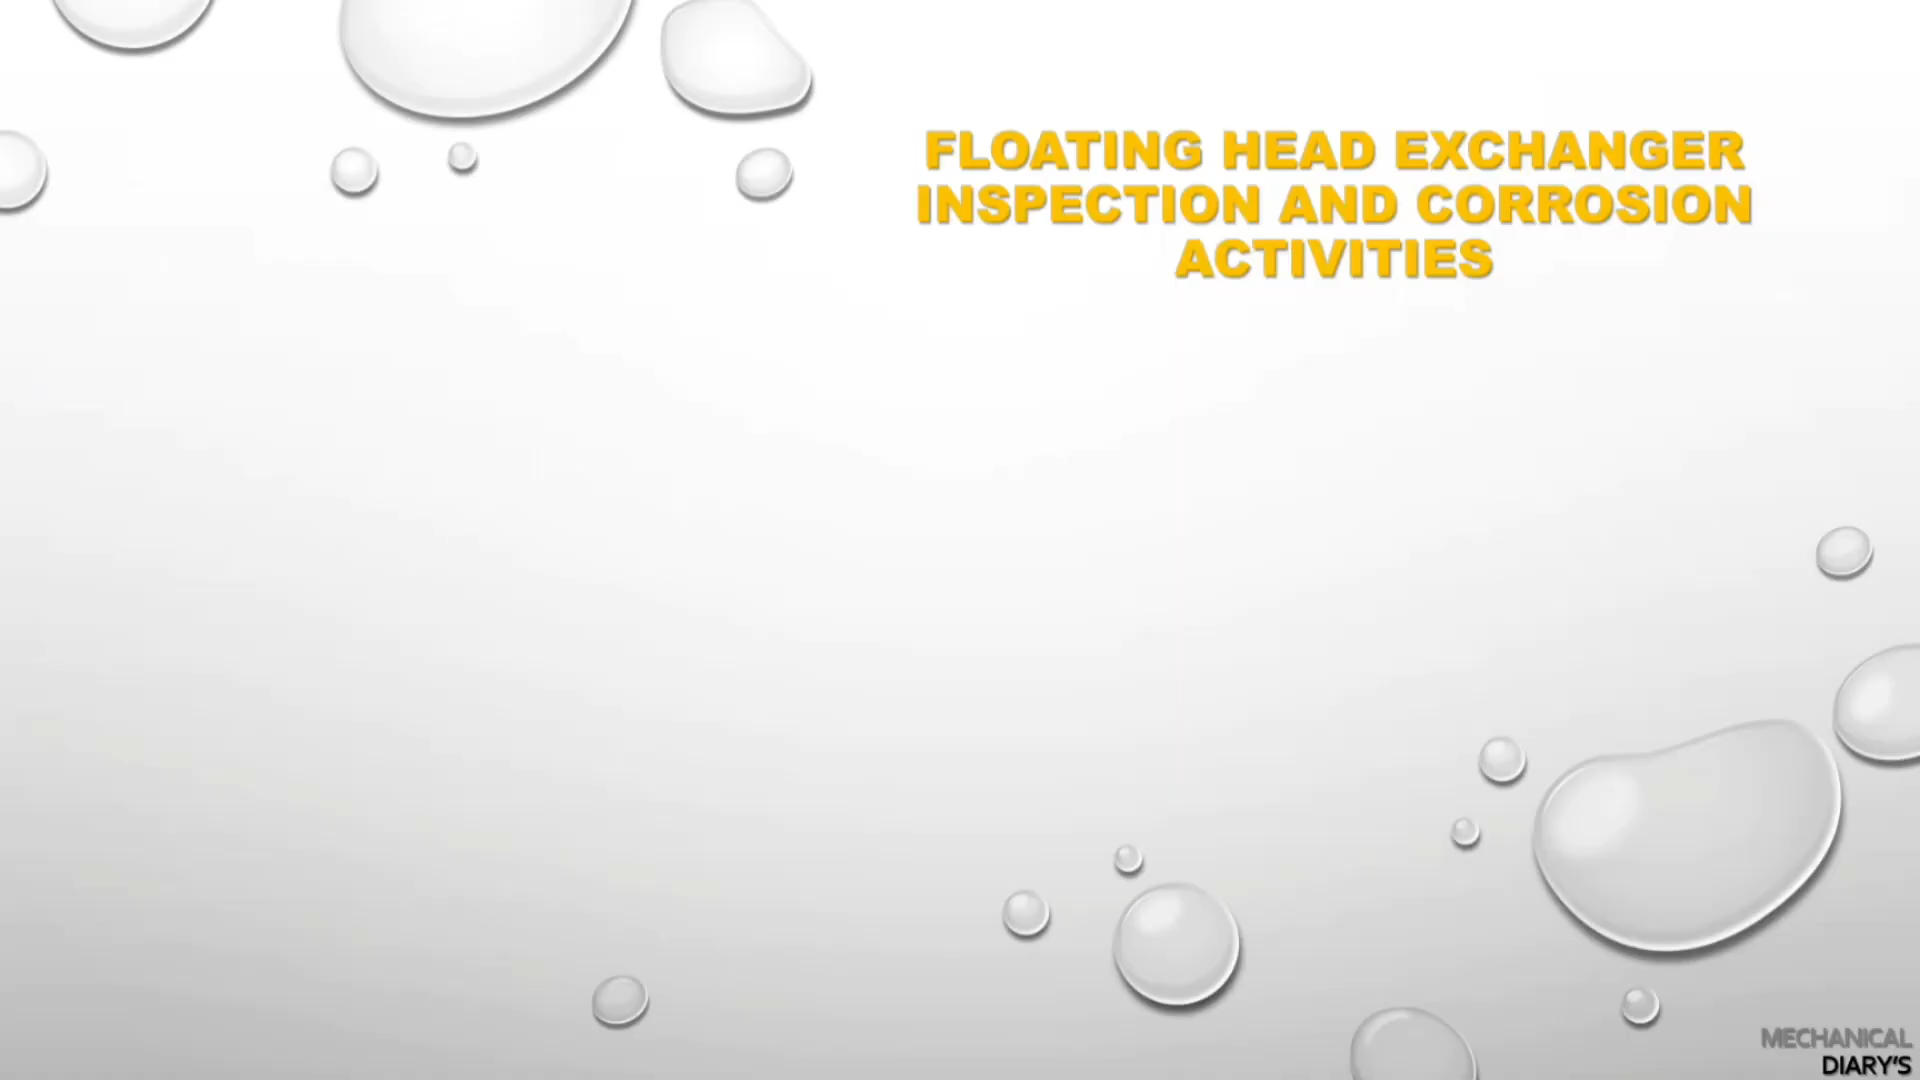 FLOATING HEAD EXCHANGER
INSPECTION AND CORROSION
ACTIVITIES
MECHANICAL
DIARY'S